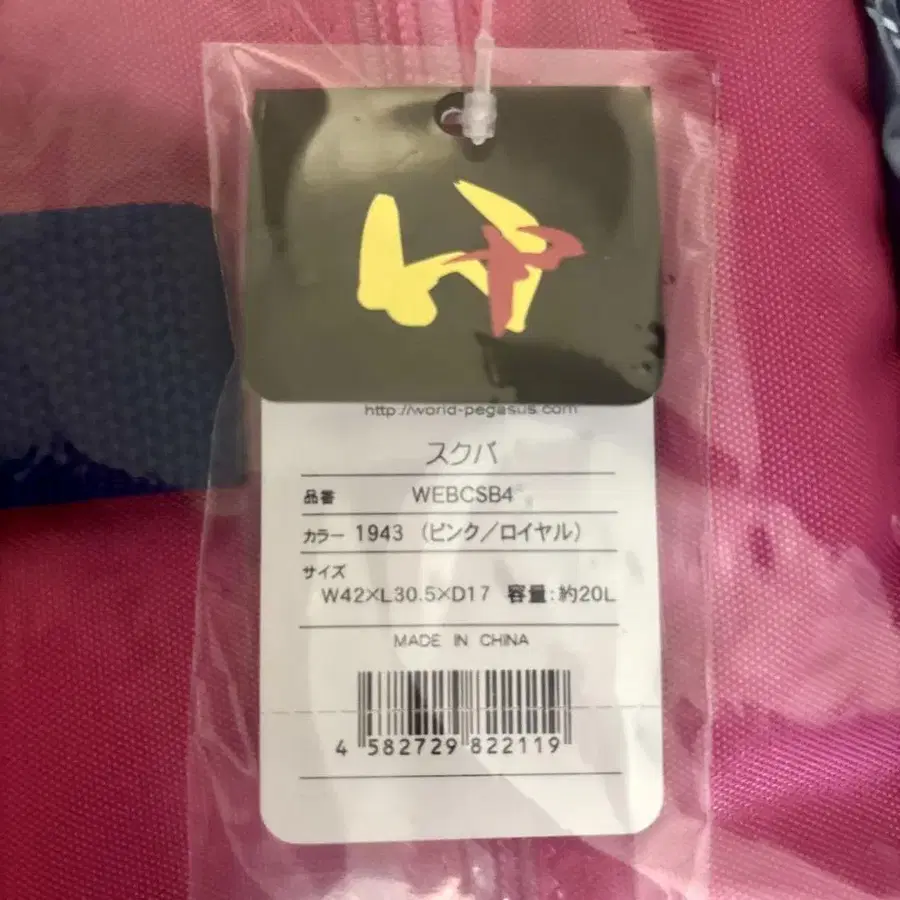 http://world-pegasus.com
スクバ
品番 WEBCSB4
カラー 1943 (ピンク/ロイヤル)
サイズ
W42×L30.5×D17 容量:約20L
MADE IN CHINA
4 582729 822119